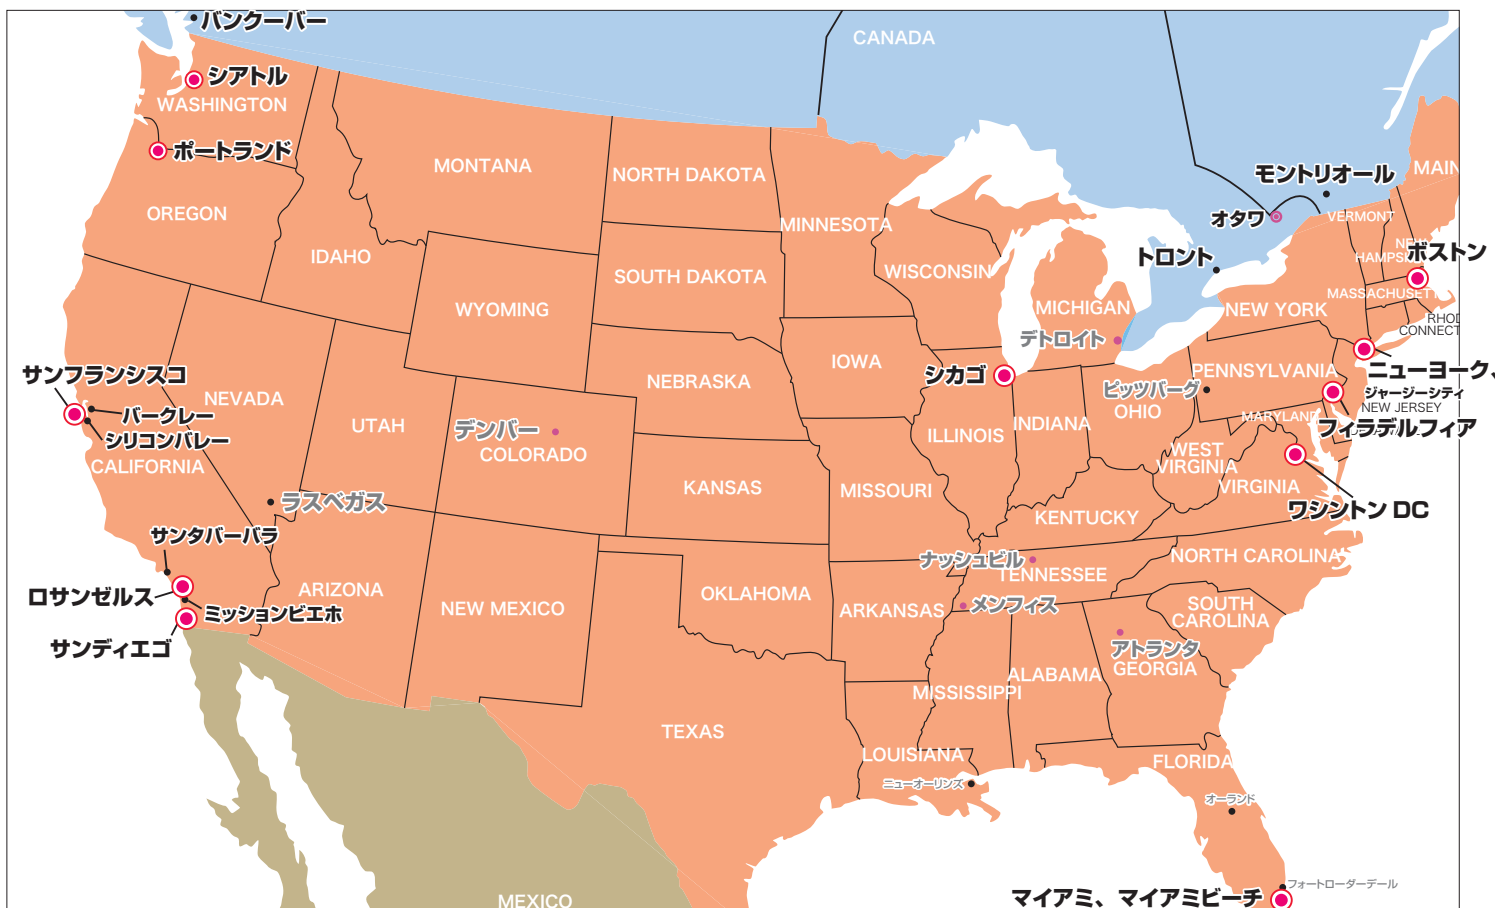 バンクーバー
CANADA
シアトル
WASHINGTON
ポートランド
MONTANA
NORTH DAKOTA
モントリオール
MAIN
OREGON
MINNESOTA
オタワ
VERMONT
IDAHO
SOUTH DAKOTA
WISCONSIN
トロント
HAMPS
ボストン
WYOMING
MICHIGAN
NEW YORK
MASSACHUSETT
RHOD
CONNECT
デトロイト
IOWA
サンフランシスコ
シカゴ
ニューヨーク、
NEVADA
NEBRASKA
ピッツバーグ
PENNSYLVANIA
ジャージーシティ
NEW JERSEY
バークレー
シリコンバレー
UTAH
デンバー
COLORADO
ILLINOIS
INDIANA
OHIO
MARYLAND
フィラデルフィア
CALIFORNIA
KANSAS
MISSOURI
WEST
VIRGINIA
VIRGINIA
ラスベガス
KENTUCKY
ワシントン DC
サンタバーバラ
ナッシュビル
TENNESSEE
NORTH CAROLINA
ロサンゼルス
ARIZONA
ミッションビエホ
NEW MEXICO
OKLAHOMA
ARKANSAS
メンフィス
SOUTH
CAROLINA
サンディエゴ
アトランタ
GEORGIA
ALABAMA
MISSISSIPPI
TEXAS
LOUISIANA
FLORIDA
ニューオーリンズ
オーランド
フォートローダーデール
MEXICO
マイアミ、マイアミビーチ